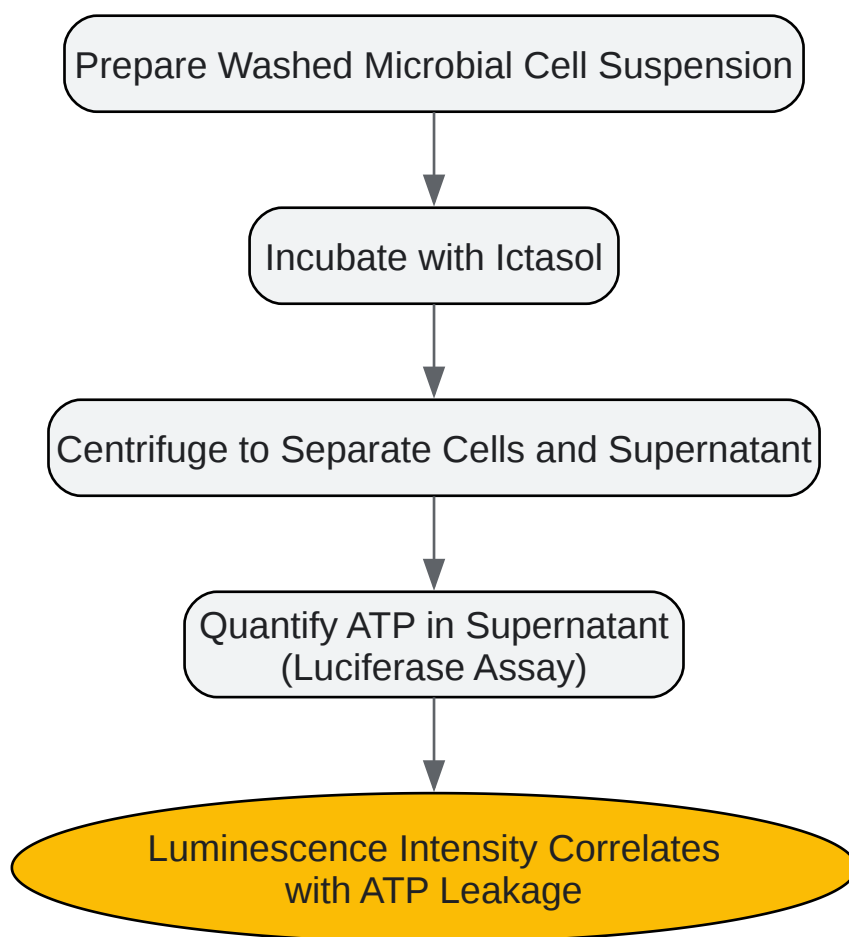 Prepare Washed Microbial Cell Suspension
Incubate with Ictasol
Centrifuge to Separate Cells and Supernatant
Quantify ATP in Supernatant
(Luciferase Assay)
Luminescence Intensity Correlates
with ATP Leakage